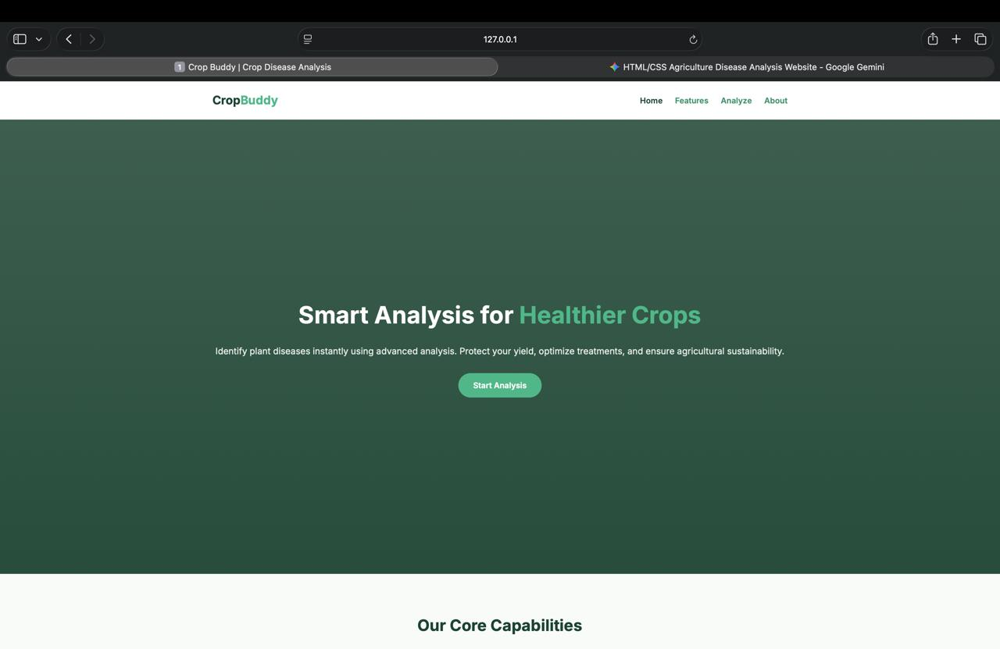 127.0.0.1
1 Crop Buddy | Crop Disease Analysis
HTML/CSS Agriculture Disease Analysis Website - Google Gemini
CropBuddy
Home Features Analyze About
Smart Analysis for Healthier Crops
Identify plant diseases instantly using advanced analysis. Protect your yield, optimize treatments, and ensure agricultural sustainability.
Start Analysis
Our Core Capabilities